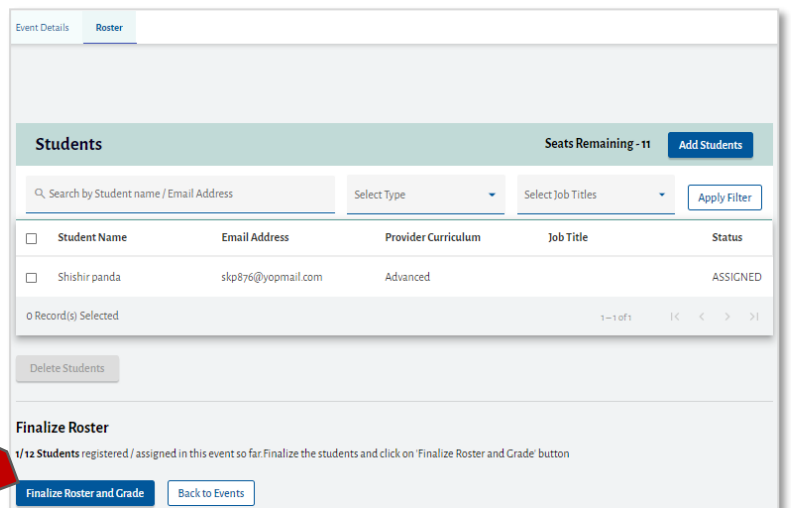 Event Details Roster
Students Seats Remaining - 11 Add Students
Search by Student name / Email Address Select Type Select Job Titles Apply Filter
Student Name Email Address Provider Curriculum Job Title Status
Shishir panda skp876@yopmail.com Advanced ASSIGNED
0 Record(s) Selected 1 – 1 of 1
Delete Students
Finalize Roster
1/12 Students registered / assigned in this event so far.Finalize the students and click on 'Finalize Roster and Grade' button
Finalize Roster and Grade Back to Events